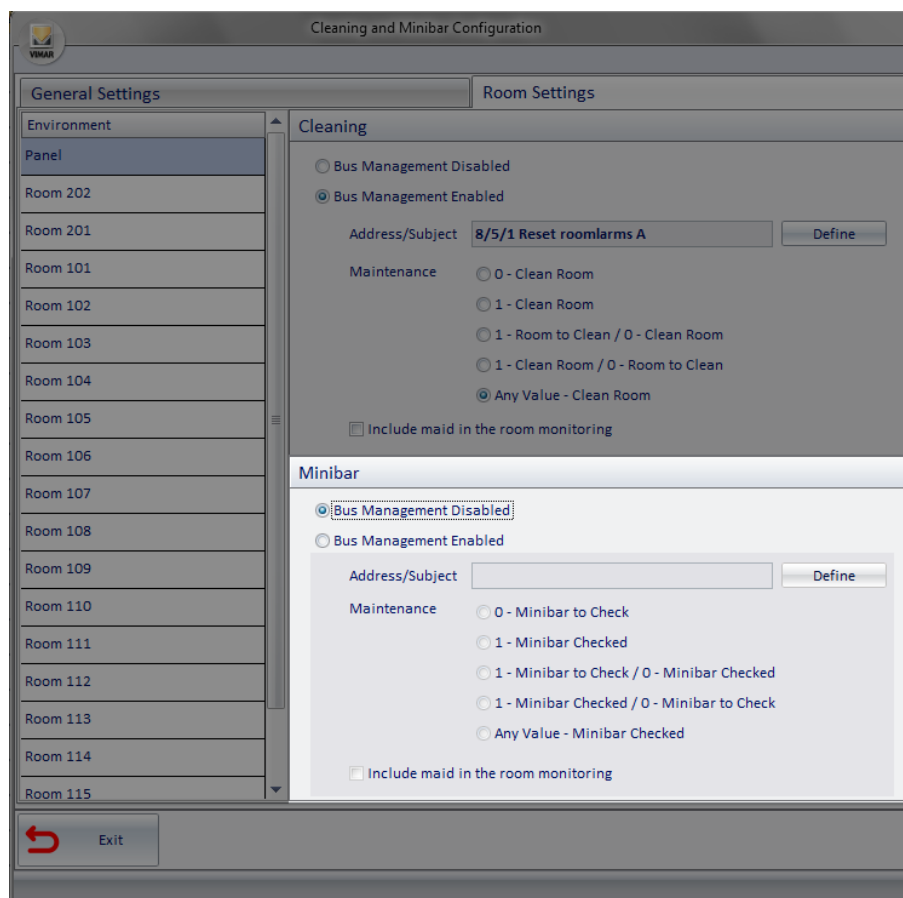 Cleaning and Minibar Configuration
VIMAR
General Settings
Room Settings
Environment
Panel
Room 202
Room 201
Room 101
Room 102
Room 103
Room 104
Room 105
Room 106
Room 107
Room 108
Room 109
Room 110
Room 111
Room 112
Room 113
Room 114
Room 115
Cleaning
Bus Management Disabled
Bus Management Enabled
Address/Subject 8/5/1 Reset roomlarms A Define
Maintenance 0 - Clean Room
1 - Clean Room
1 - Room to Clean / 0 - Clean Room
1 - Clean Room / 0 - Room to Clean
Any Value - Clean Room
Include maid in the room monitoring
Minibar
Bus Management Disabled
Bus Management Enabled
Address/Subject Define
Maintenance 0 - Minibar to Check
1 - Minibar Checked
1 - Minibar to Check / 0 - Minibar Checked
1 - Minibar Checked / 0 - Minibar to Check
Any Value - Minibar Checked
Include maid in the room monitoring
Exit